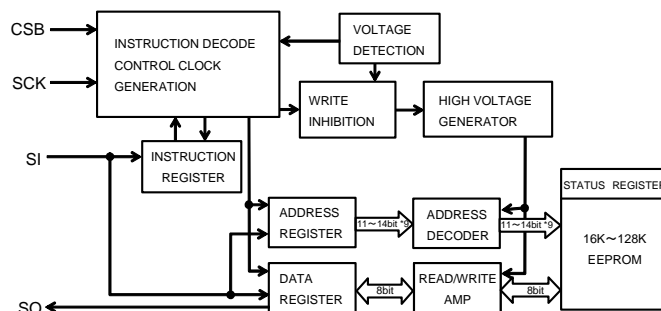 CSB
SCK
SI
SO
INSTRUCTION DECODE
CONTROL CLOCK
GENERATION
VOLTAGE
DETECTION
WRITE
INHIBITION
HIGH VOLTAGE
GENERATOR
INSTRUCTION
REGISTER
ADDRESS
REGISTER
11～14bit *9
ADDRESS
DECODER
11～14bit *9
DATA
REGISTER
8bit
READ/WRITE
AMP
8bit
STATUS REGISTER
16K～128K
EEPROM